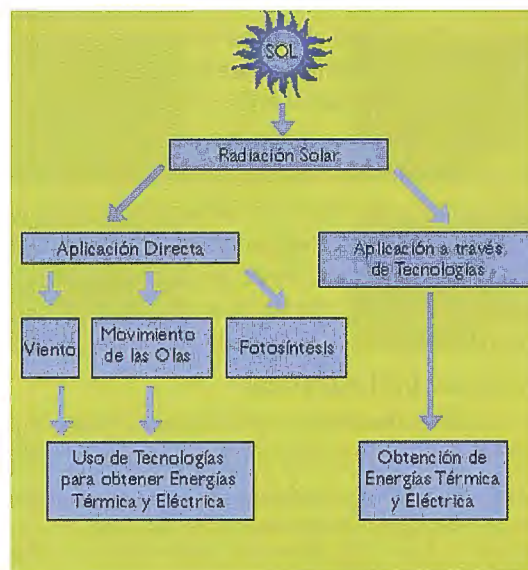 SOL
Radiación Solar
Aplicación Directa
Aplicación a través
de Tecnologías
Viento
Movimiento
de las Olas
Fotosíntesis
Uso de Tecnologías
para obtener Energías
Térmica y Eléctrica
Obtención de
Energías Térmica
y Eléctrica